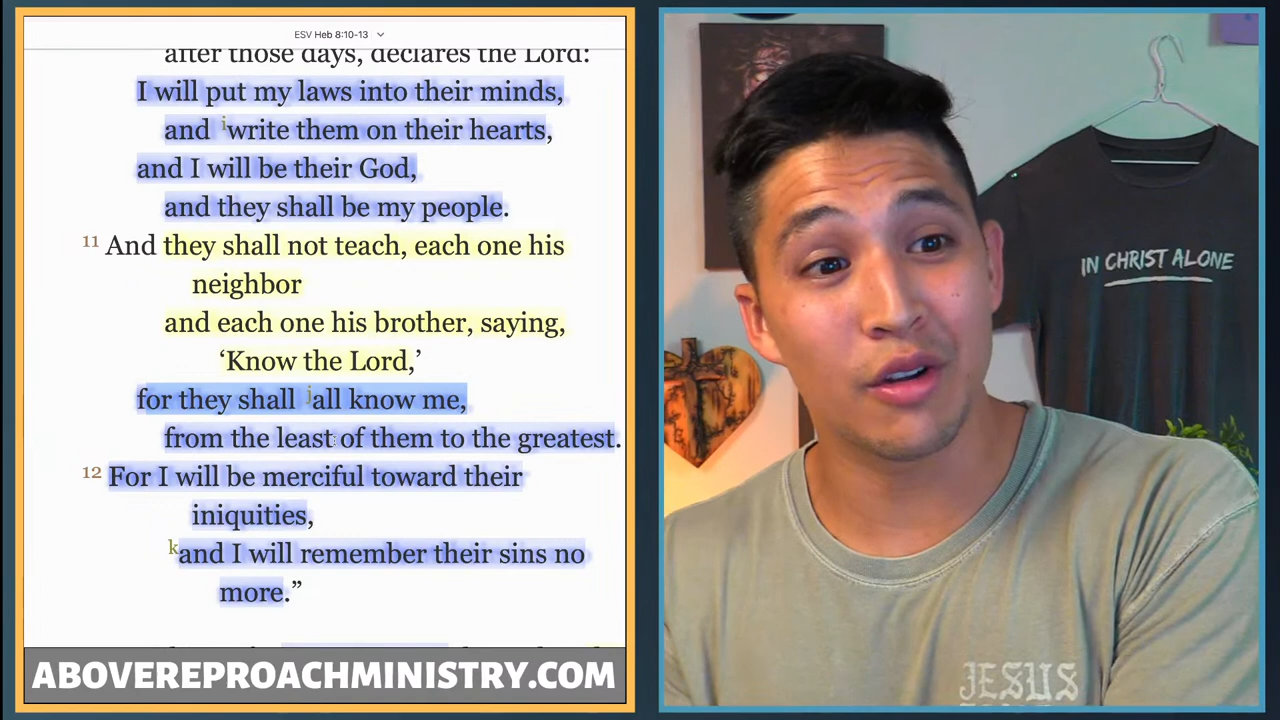 ESV Heb 8:10-13
after those days, declares the Lord:
I will put my laws into their minds,
and iwrite them on their hearts,
and I will be their God,
and they shall be my people.
11 And they shall not teach, each one his
neighbor
and each one his brother, saying,
‘Know the Lord,’
for they shall jall know me,
from the least of them to the greatest.
12 For I will be merciful toward their
iniquities,
kand I will remember their sins no
more.”
ABOVEREPROACHMINISTRY.COM
IN CHRIST ALONE
JESUS